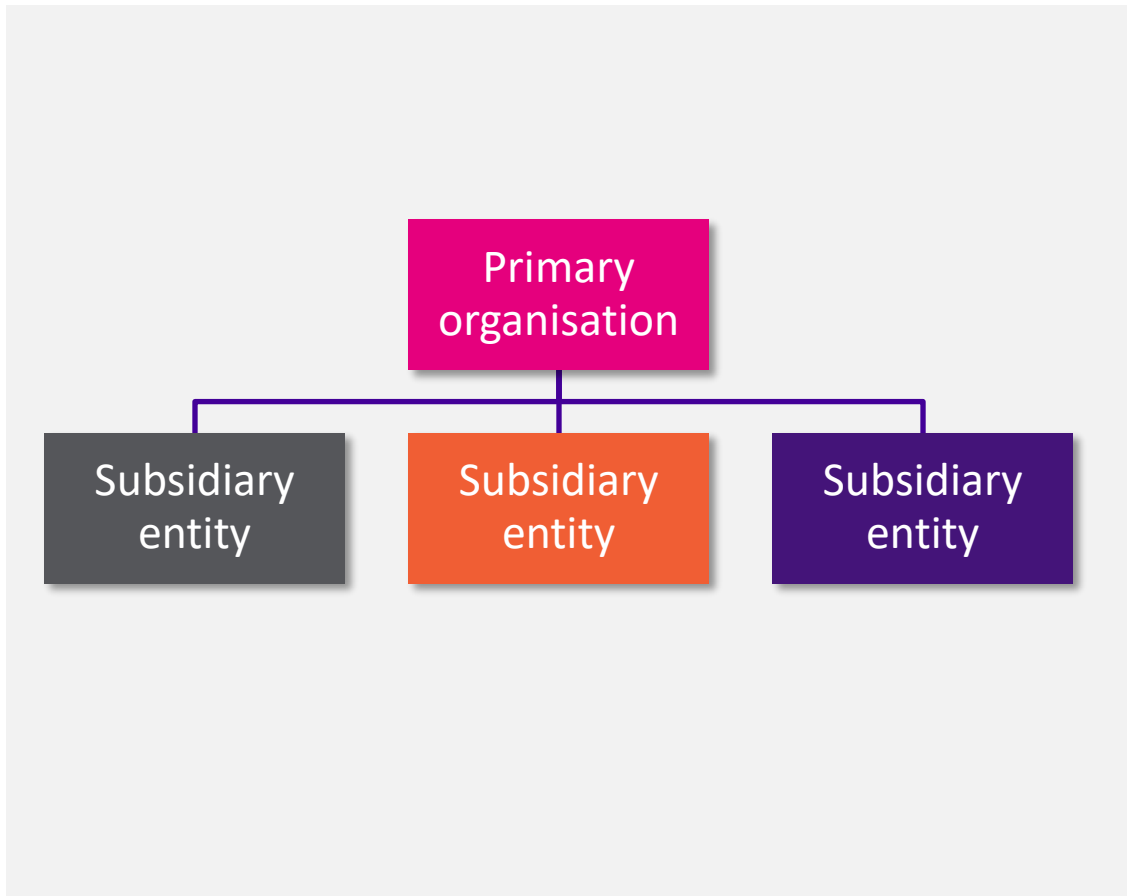 Primary
organisation
Subsidiary
entity
Subsidiary
entity
Subsidiary
entity